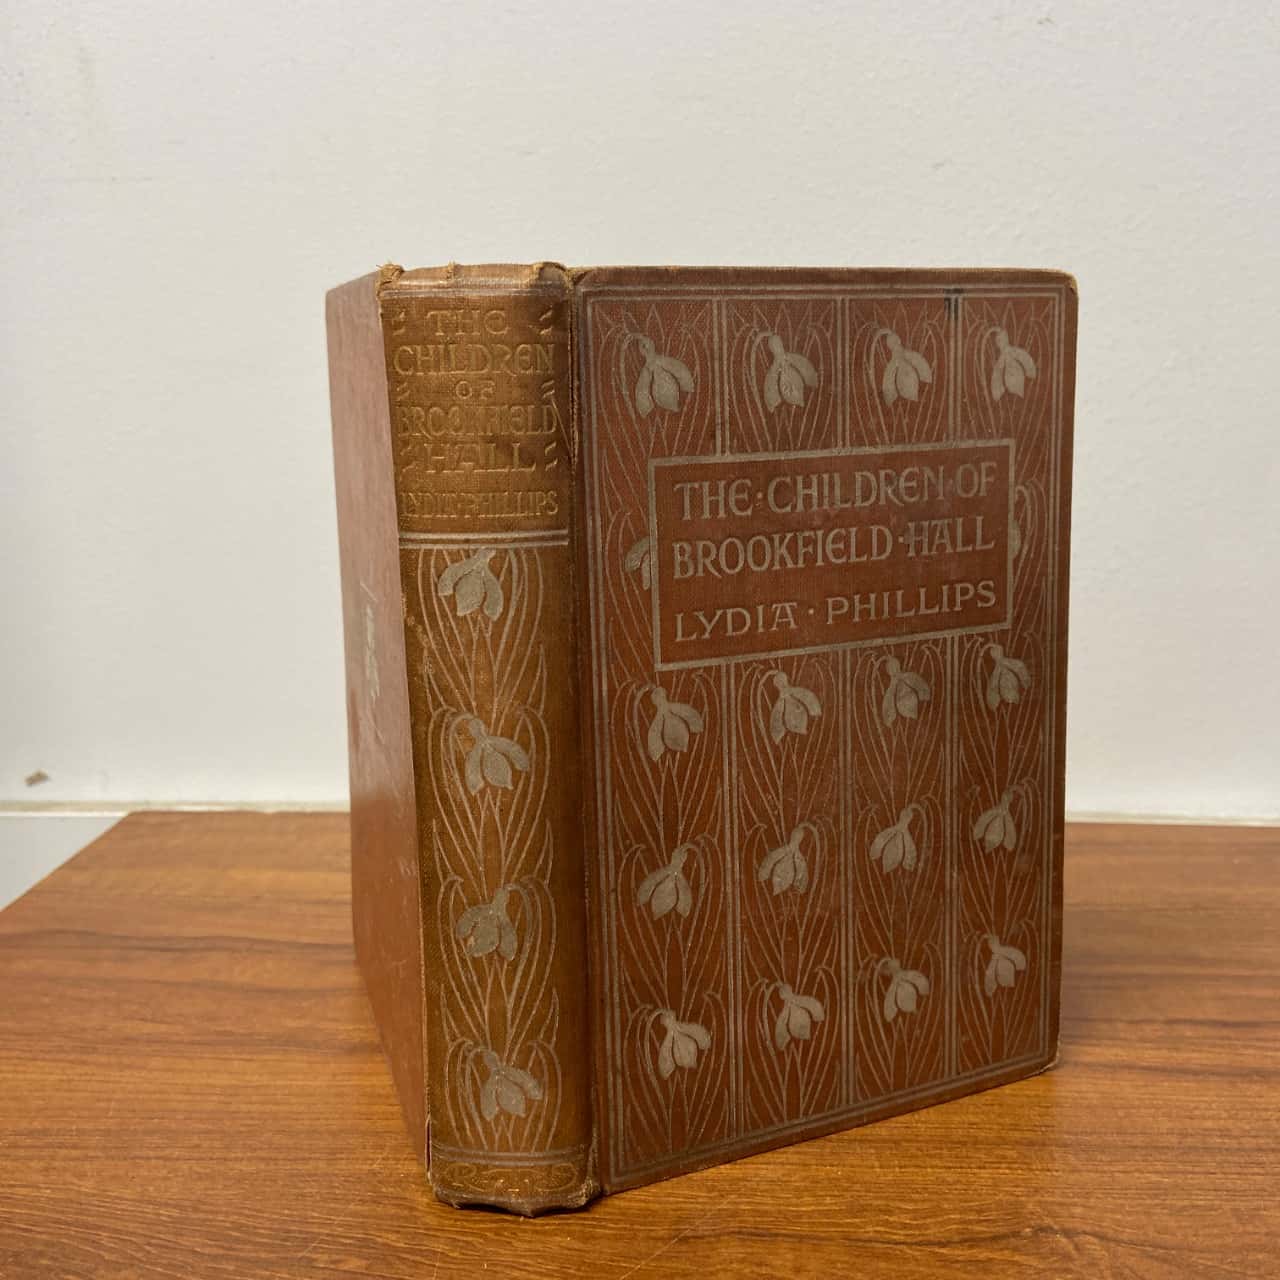 THE
CHILDREN
OF
BROOKFIELD
HALL
LYDIA·PHILLIPS
THE·CHILDREN·OF
BROOKFIELD·HALL
LYDIA·PHILLIPS